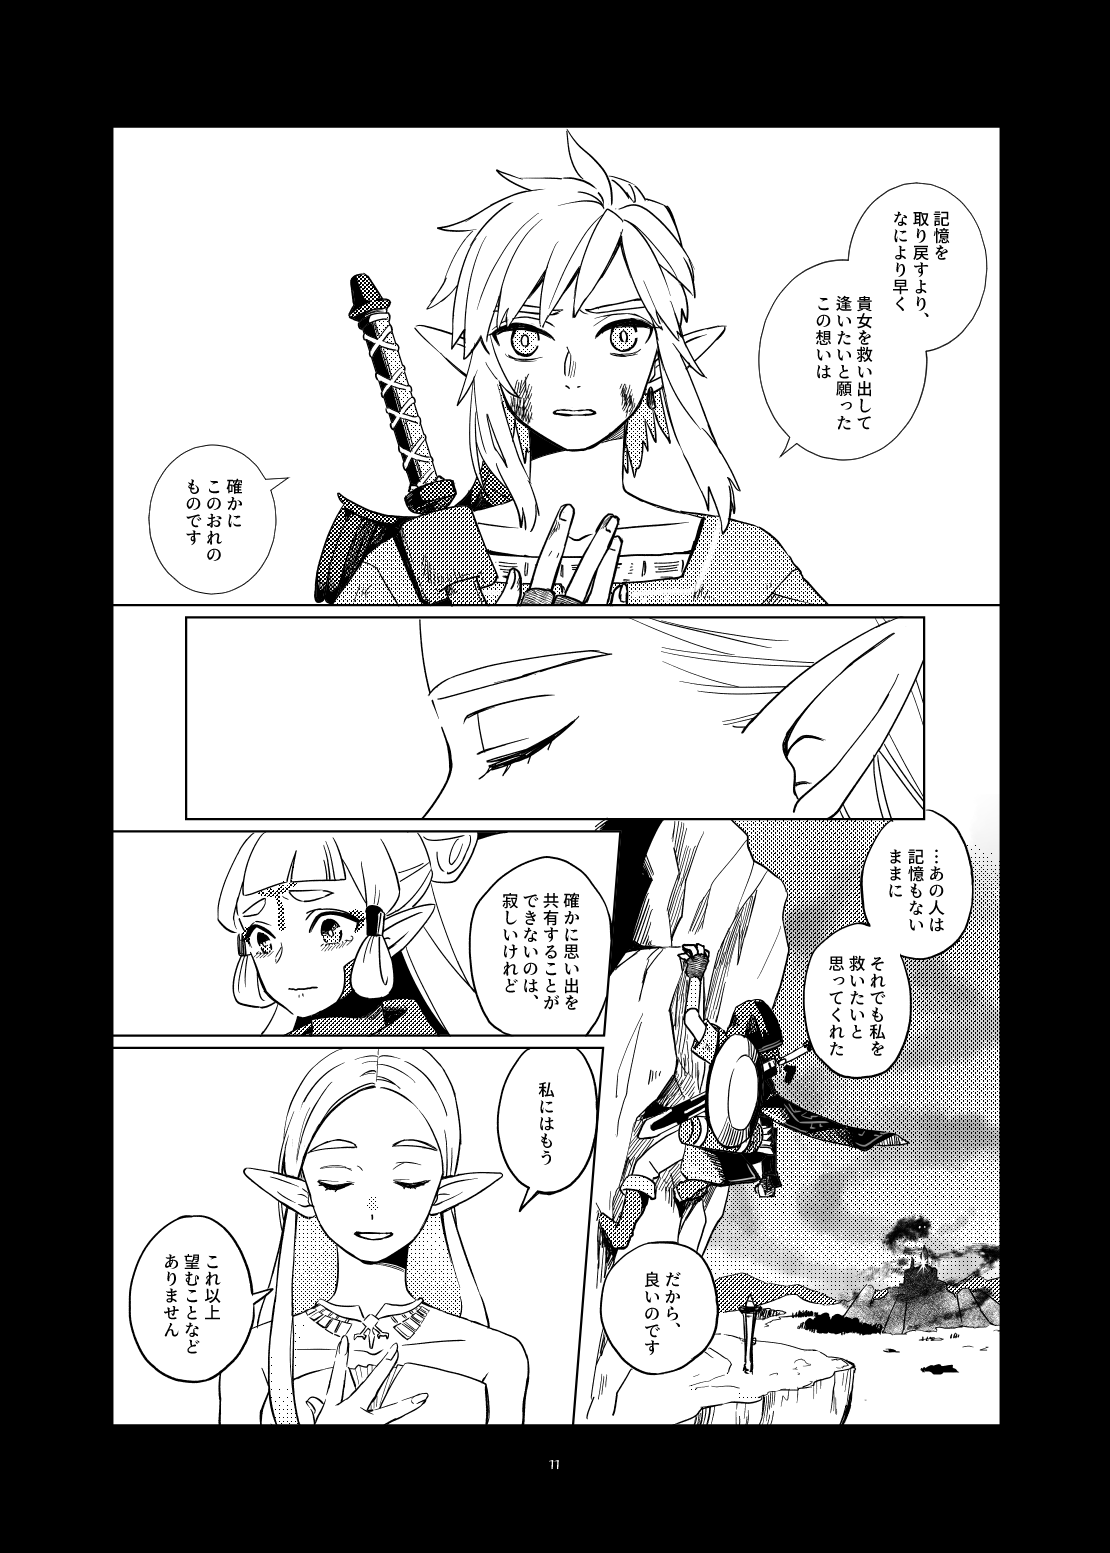 記憶を
取り戻すより、
なにより早く
貴女を救い出して
逢いたいと願った
この想いは
確かに
このおれの
ものです
…あの人は
記憶もない
ままに
それでも私を
救いたいと
思ってくれた
だから、
良いのです
確かに思い出を
共有することが
できないのは、
寂しいけれど
私にはもう
これ以上
望むことなど
ありません
11